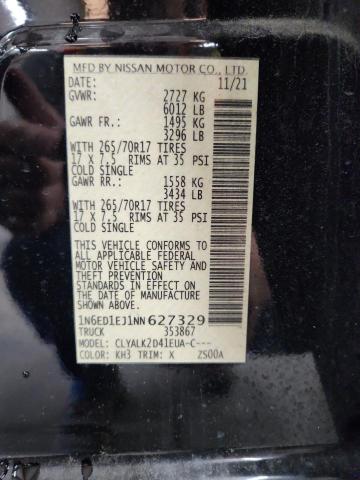 MFD BY NISSAN MOTOR CO., LTD
DATE: 11/21
GVWR: 2727 KG
6012 LB
GAWR FR.: 1495 KG
3296 LB
WITH 265/70R17 TIRES
17 X 7.5 RIMS AT 35 PSI
COLD SINGLE
GAWR RR.: 1558 KG
3434 LB
WITH 265/70R17 TIRES
17 X 7.5 RIMS AT 35 PSI
COLD SINGLE
THIS VEHICLE CONFORMS TO
ALL APPLICABLE FEDERAL
MOTOR VEHICLE SAFETY AND
THEFT PREVENTION
STANDARDS IN EFFECT ON
THE DATE OF MANUFACTURE
SHOWN ABOVE.
1N6ED1EJ1NN627329
TRUCK 353867
MODEL: CLYALK2D41EUA-C---
COLOR: KH3 TRIM: X ZS00A